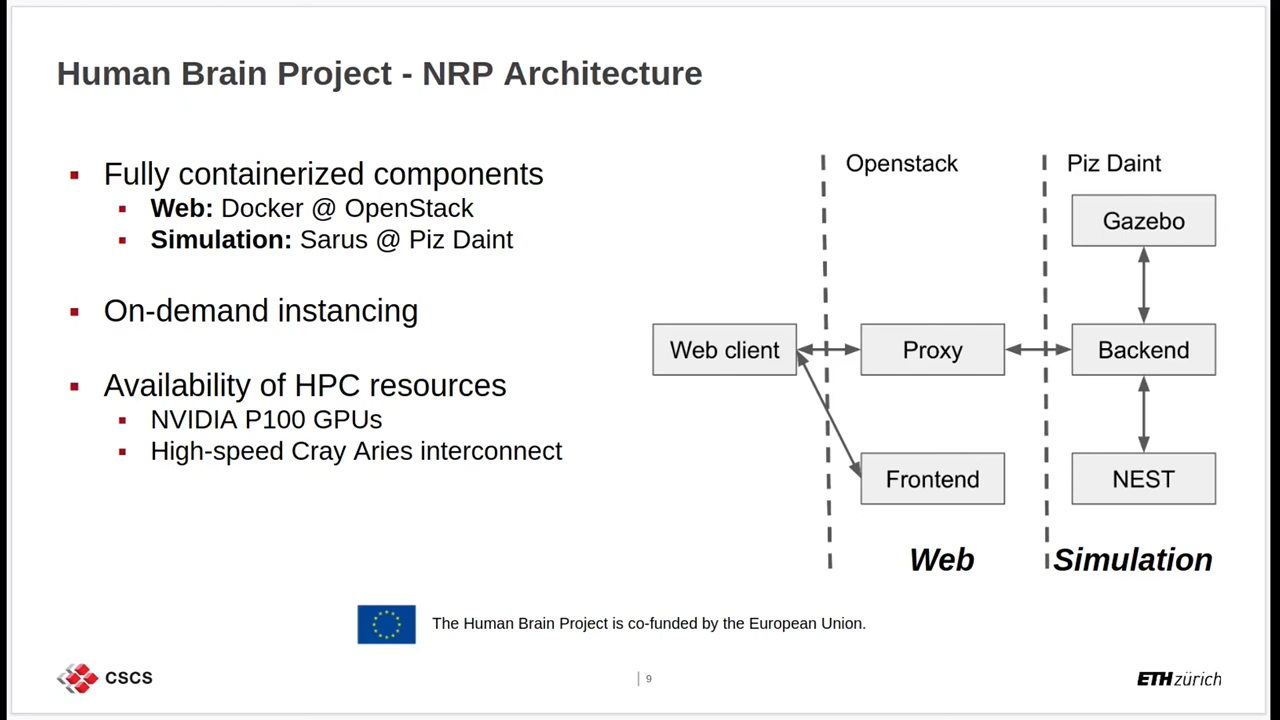 Human Brain Project - NRP Architecture
Fully containerized components
Web: Docker @ OpenStack
Simulation: Sarus @ Piz Daint
On-demand instancing
Availability of HPC resources
NVIDIA P100 GPUs
High-speed Cray Aries interconnect
Openstack
Piz Daint
Gazebo
Web client
Proxy
Backend
Frontend
NEST
Web
Simulation
The Human Brain Project is co-funded by the European Union.
CSCS
9
ETH zürich